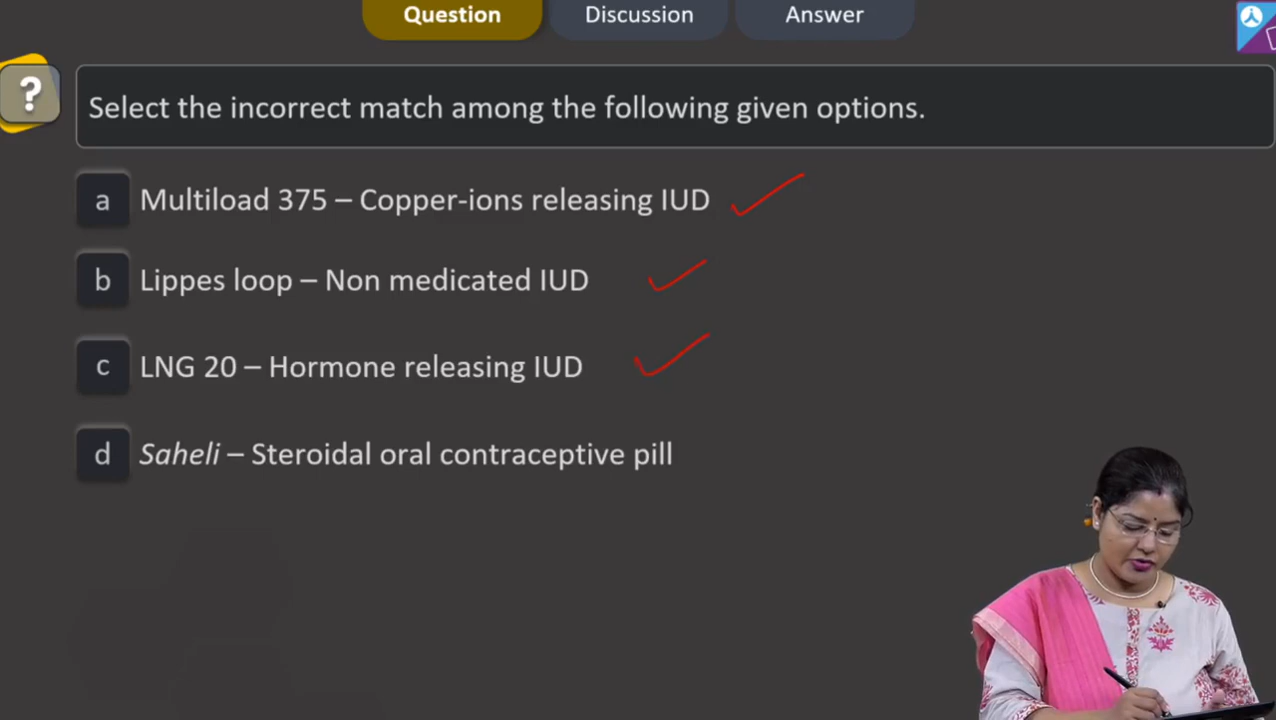 Question Discussion Answer
?
Select the incorrect match among the following given options.
a Multiload 375 – Copper-ions releasing IUD
b Lippes loop – Non medicated IUD
c LNG 20 – Hormone releasing IUD
d Saheli – Steroidal oral contraceptive pill